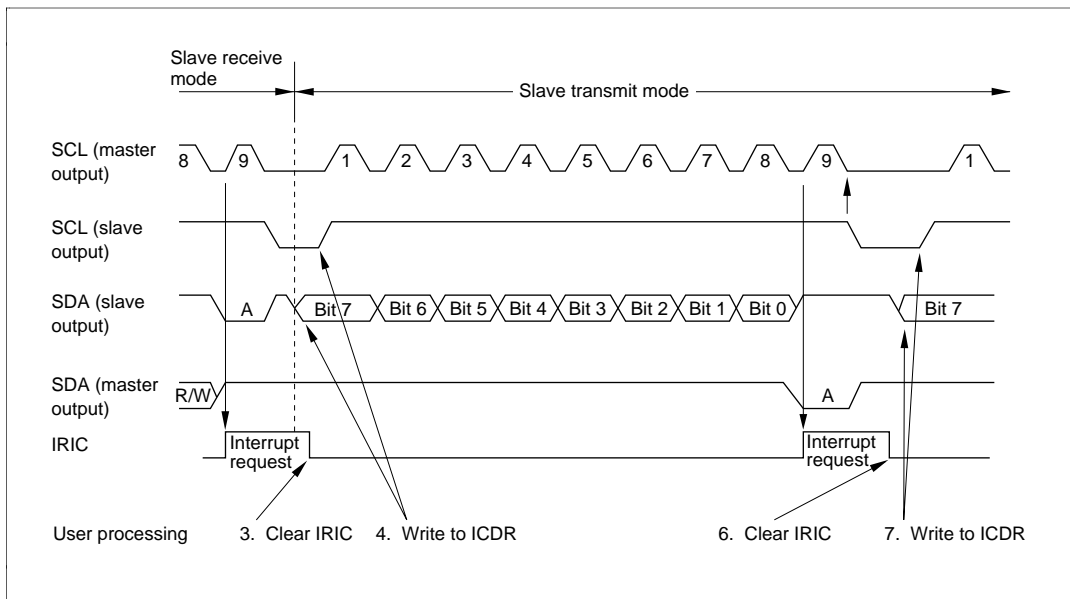 Slave receive
mode
Slave transmit mode
SCL (master
output)
8 9 1 2 3 4 5 6 7 8 9 1
SCL (slave
output)
SDA (slave
output)
A Bit 7 Bit 6 Bit 5 Bit 4 Bit 3 Bit 2 Bit 1 Bit 0 Bit 7
SDA (master
output)
R/W A
IRIC
Interrupt
request
Interrupt
request
User processing 3. Clear IRIC 4. Write to ICDR 6. Clear IRIC 7. Write to ICDR